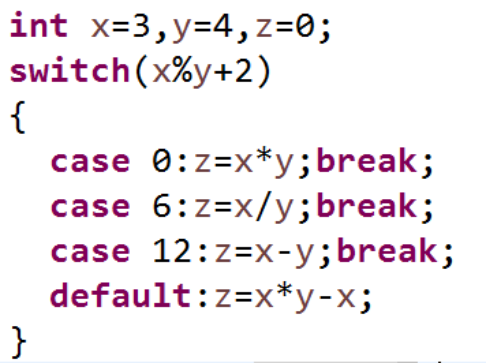 int x=3,y=4,z=0;
switch(x%y+2)
{
case 0:z=x*y;break;
case 6:z=x/y;break;
case 12:z=x-y;break;
default:z=x*y-x;
}